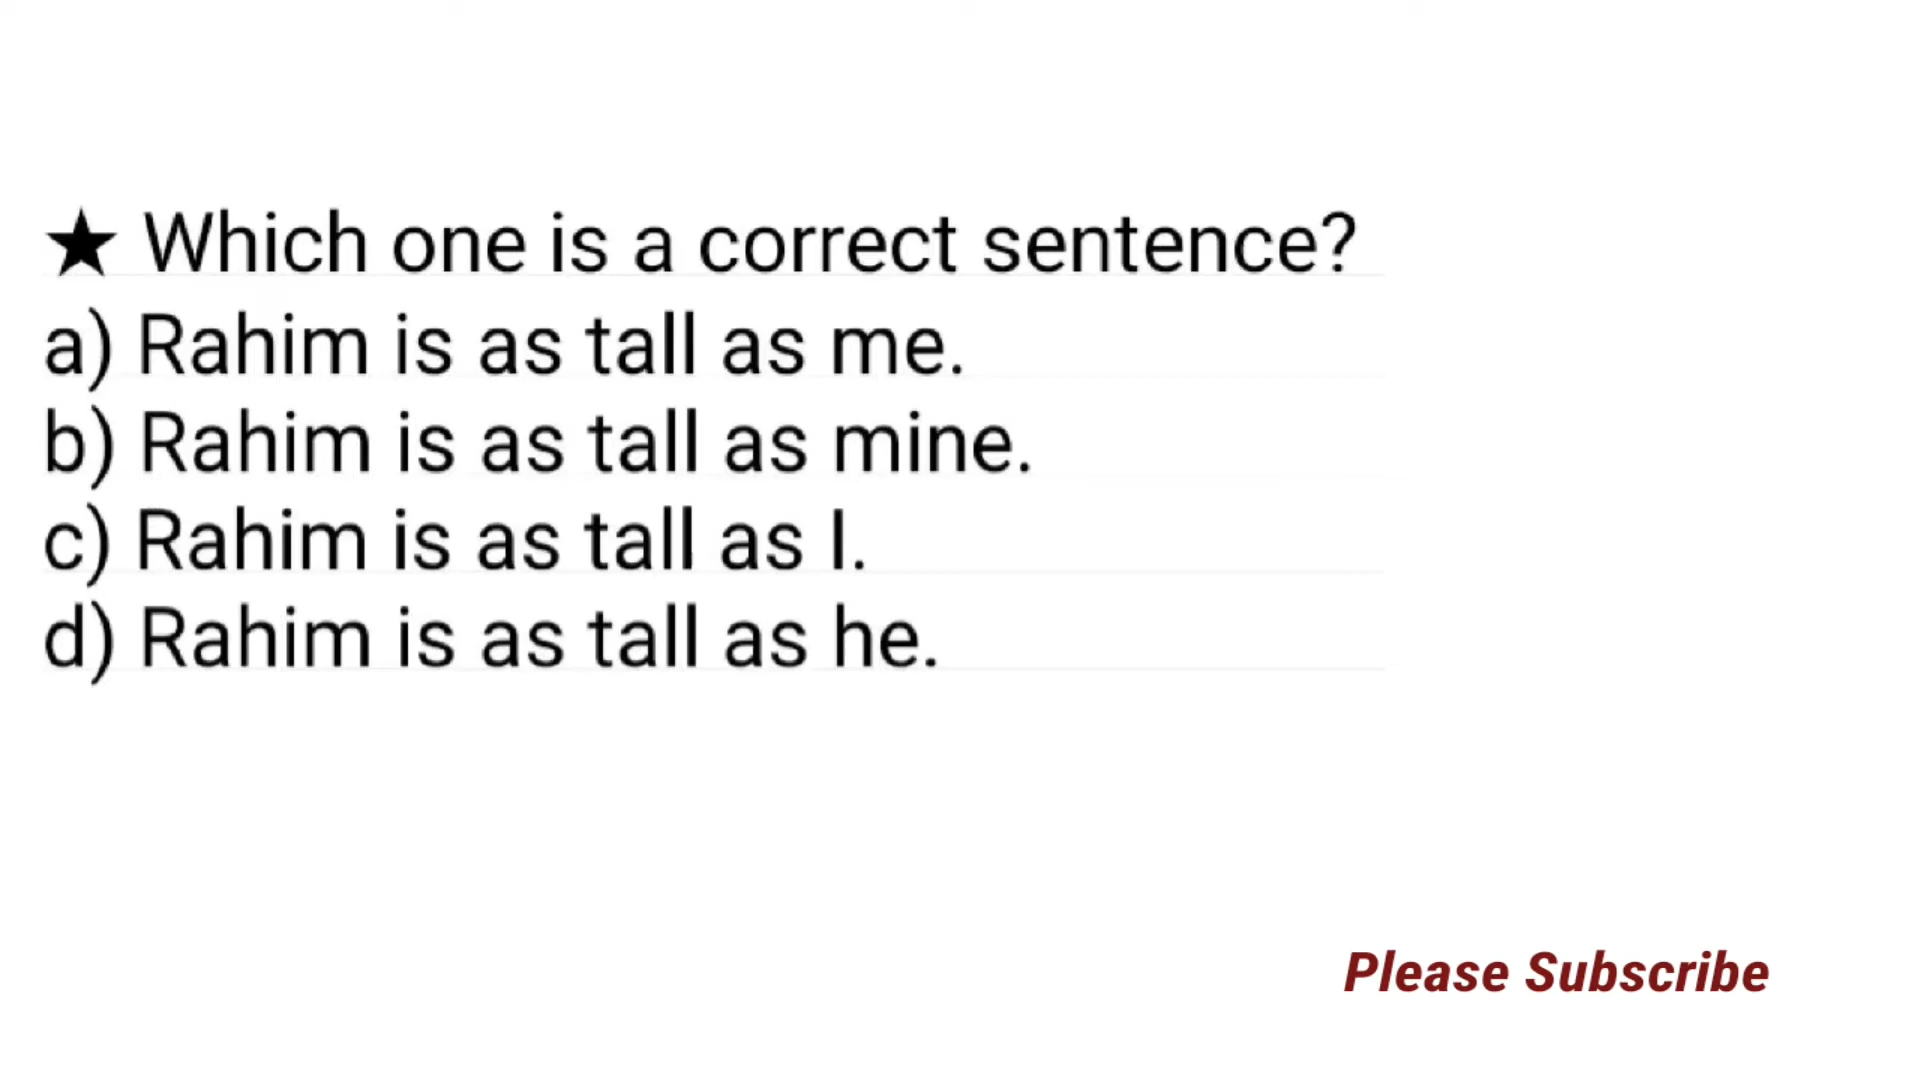 ★ Which one is a correct sentence?
a) Rahim is as tall as me.
b) Rahim is as tall as mine.
c) Rahim is as tall as I.
d) Rahim is as tall as he.
Please Subscribe